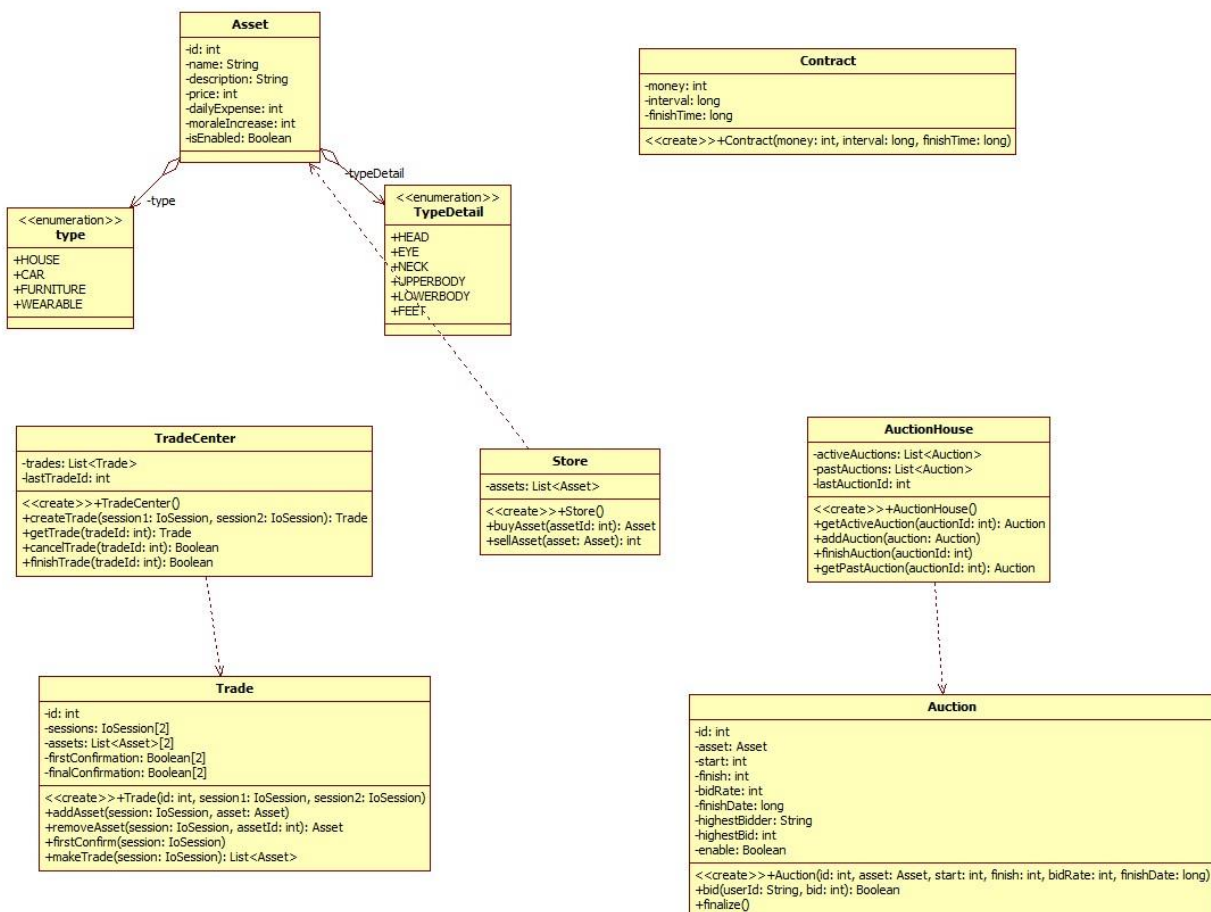 Asset
-id: int
-name: String
-description: String
-price: int
-dailyExpense: int
-moraleIncrease: int
-isEnabled: Boolean
Contract
-money: int
-interval: long
-finishTime: long
<<create>>+Contract(money: int, interval: long, finishTime: long)
-type
-typeDetail
<<enumeration>>
type
+HOUSE
+CAR
+FURNITURE
+WEARABLE
<<enumeration>>
TypeDetail
+HEAD
+EYE
+NECK
+UPPERBODY
+LOWERBODY
+FEET
TradeCenter
-trades: List<Trade>
-lastTradeId: int
<<create>>+TradeCenter()
+createTrade(session1: IoSession, session2: IoSession): Trade
+getTrade(tradeId: int): Trade
+cancelTrade(tradeId: int): Boolean
+finishTrade(tradeId: int): Boolean
Store
-assets: List<Asset>
<<create>>+Store()
+buyAsset(assetId: int): Asset
+sellAsset(asset: Asset): int
AuctionHouse
-activeAuctions: List<Auction>
-pastAuctions: List<Auction>
-lastAuctionId: int
<<create>>+AuctionHouse()
+getActiveAuction(auctionId: int): Auction
+addAuction(auction: Auction)
+finishAuction(auctionId: int)
+getPastAuction(auctionId: int): Auction
Trade
-id: int
-sessions: IoSession[2]
-assets: List<Asset>[2]
-firstConfirmation: Boolean[2]
-finalConfirmation: Boolean[2]
<<create>>+Trade(id: int, session1: IoSession, session2: IoSession)
+addAsset(session: IoSession, asset: Asset)
+removeAsset(session: IoSession, assetId: int): Asset
+firstConfirm(session: IoSession)
+makeTrade(session: IoSession): List<Asset>
Auction
-id: int
-asset: Asset
-start: int
-finish: int
-bidRate: int
-finishDate: long
-highestBidder: String
-highestBid: int
-enable: Boolean
<<create>>+Auction(id: int, asset: Asset, start: int, finish: int, bidRate: int, finishDate: long)
+bid(userId: String, bid: int): Boolean
+finalize()